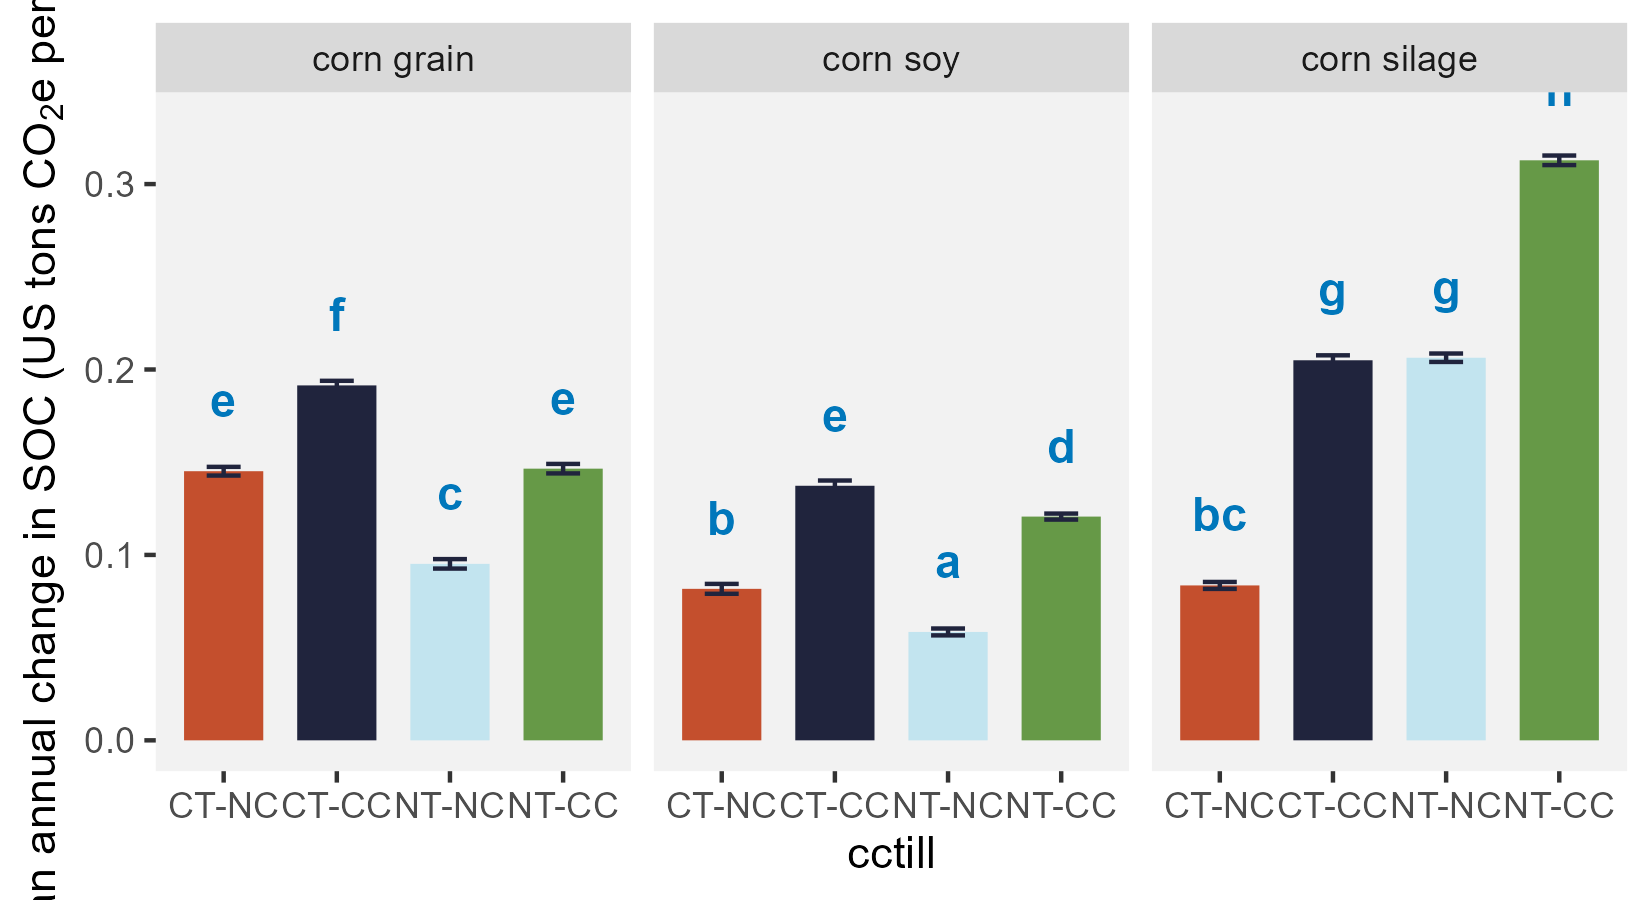 corn grain
corn soy
corn silage
annual change in SOC (US tons CO₂e per
0.3
0.2
0.1
0.0
e
f
c
e
b
e
a
d
bc
g
g
CT-NC CT-CC NT-NC NT-CC
CT-NC CT-CC NT-NC NT-CC
CT-NC CT-CC NT-NC NT-CC
cctill